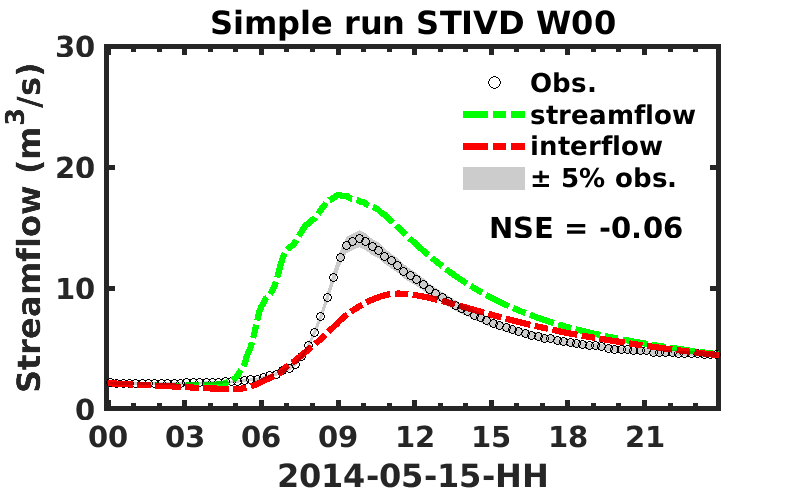 Simple run STIVD W00
Streamflow (m³/s)
30
20
10
0
Obs.
streamflow
interflow
± 5% obs.
NSE = -0.06
00 03 06 09 12 15 18 21
2014-05-15-HH